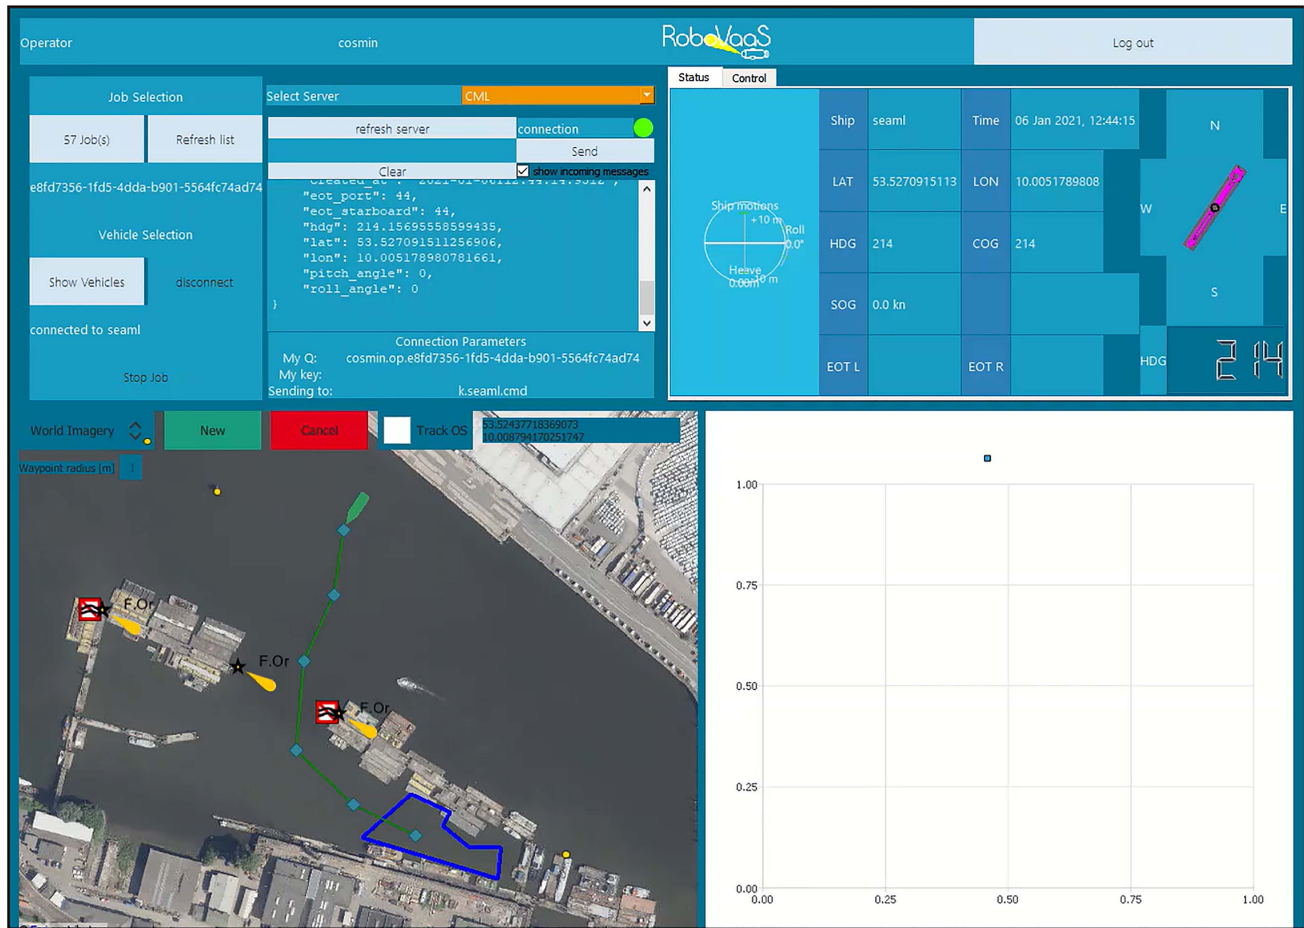 Operator
cosmin
RoboVaaS
Log out
Job Selection
57 Job(s)
Refresh list
e8fd7356-1fd5-4dda-b901-5564fc74ad74
Vehicle Selection
Show Vehicles
disconnect
connected to seaml
Stop Job
Select Server
CML
refresh server
connection
Send
Clear
show incoming messages
"eot_port": 44,
"eot_starboard": 44,
"hdg": 214.15695558599435,
"lat": 53.527091511256906,
"lon": 10.005178980781661,
"pitch_angle": 0,
"roll_angle": 0
}
Connection Parameters
My Q: cosmin.op.e8fd7356-1fd5-4dda-b901-5564fc74ad74
My key:
Sending to: k.seaml.cmd
Status
Control
Ship motions
+10 m
Roll
0.0°
Heave
0.00m
Ship seaml Time 06 Jan 2021, 12:44:15
LAT 53.5270915113 LON 10.0051789808
HDG 214 COG 214
SOG 0.0 kn
EOT L EOT R
N
W
E
S
HDG 214
World Imagery
New
Cancel
Track OS
53.52437718369073
10.008794170251747
Waypoint radius [m]
F.Or
F.Or
F.Or
1.00
0.75
0.50
0.25
0.00
0.00 0.25 0.50 0.75 1.00